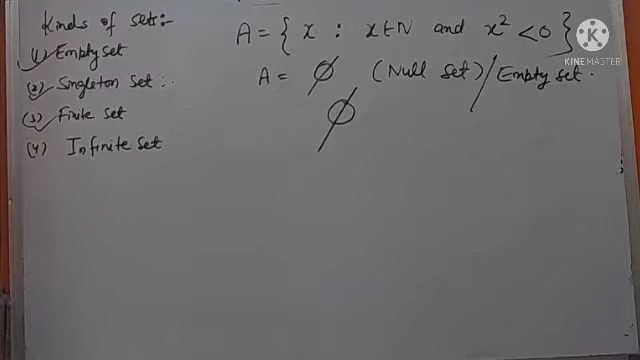 Kinds of sets:-
(1) Empty set
(2) Singleton set :-
(3) Finite set
(4) Infinite set
A = { x : x ∈ N and x² < 0 }
A = ∅ (Null set) / Empty set.
∅
KINEMASTER